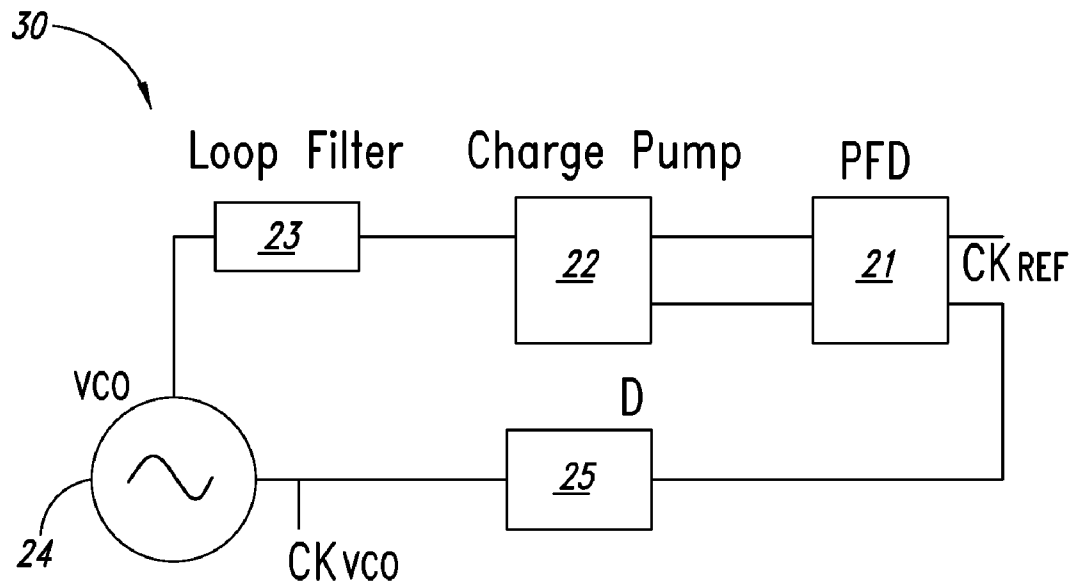 30
Loop Filter
Charge Pump
PFD
23
22
21
CKREF
VCO
D
25
24
CKVCO